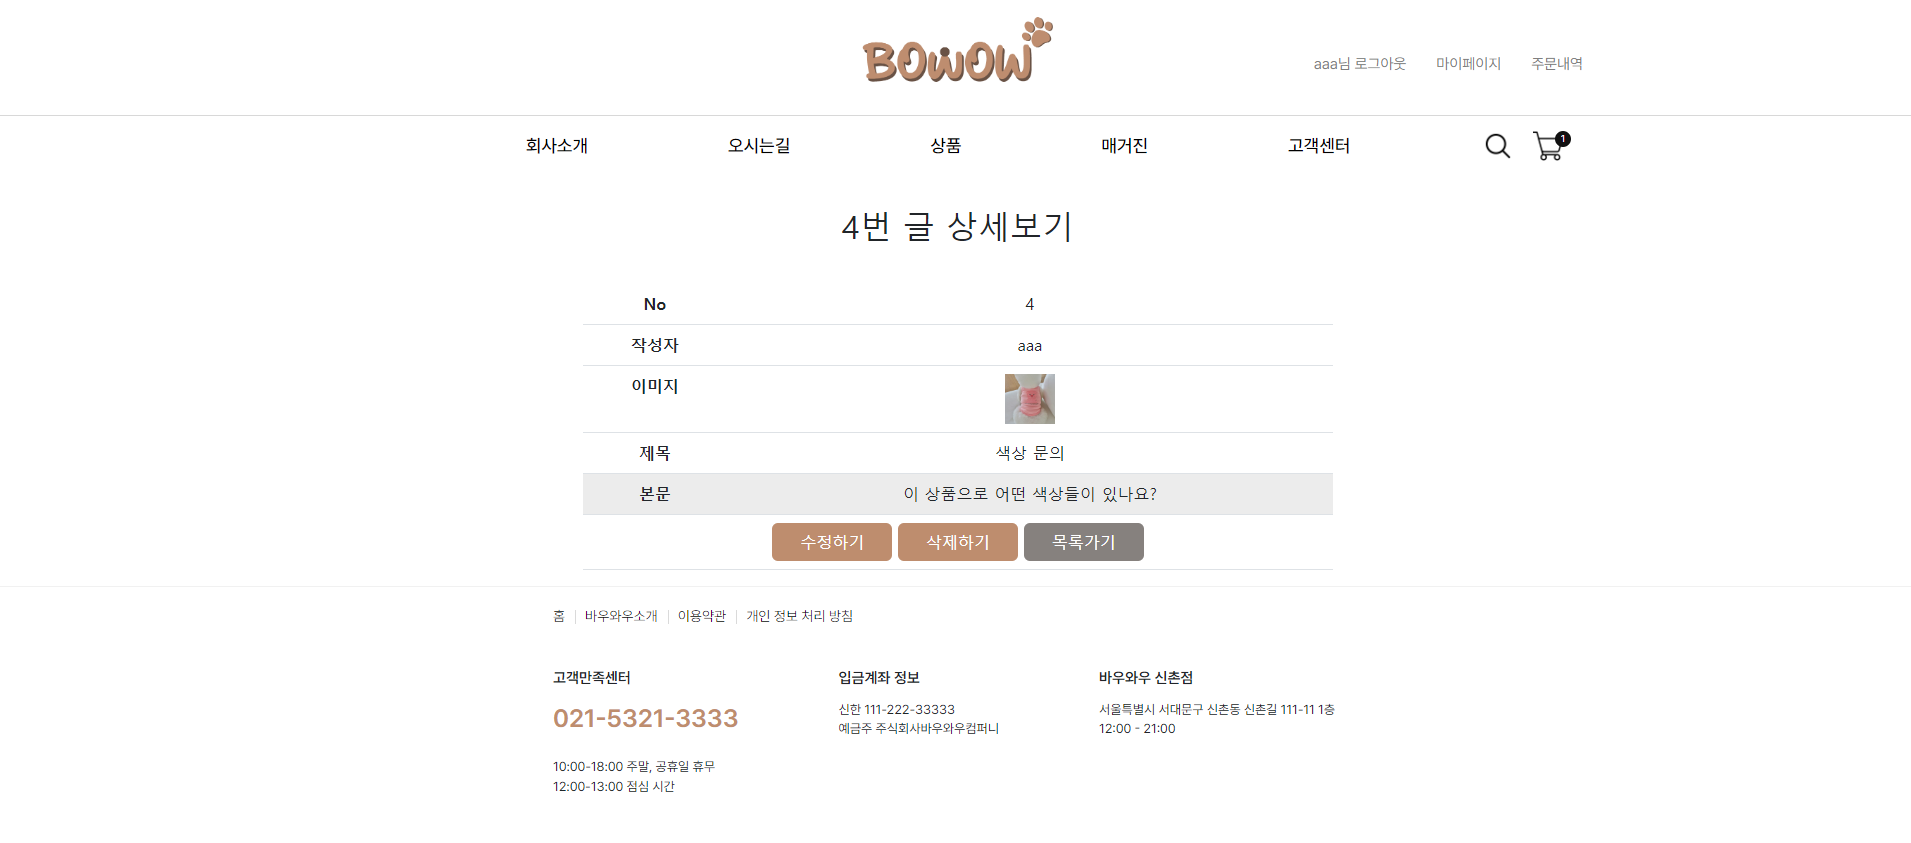 BOWOW
aaa님 로그아웃 마이페이지 주문내역
회사소개 오시는길 상품 매거진 고객센터 1
4번 글 상세보기
No 4
작성자 aaa
이미지
제목 색상 문의
본문 이 상품으로 어떤 색상들이 있나요?
수정하기 삭제하기 목록가기
홈 바우와우소개 이용약관 개인 정보 처리 방침
고객만족센터
021-5321-3333
10:00-18:00 주말, 공휴일 휴무
12:00-13:00 점심 시간
입금계좌 정보
신한 111-222-33333
예금주 주식회사바우와우컴퍼니
바우와우 신촌점
서울특별시 서대문구 신촌동 신촌길 111-11 1층
12:00 - 21:00